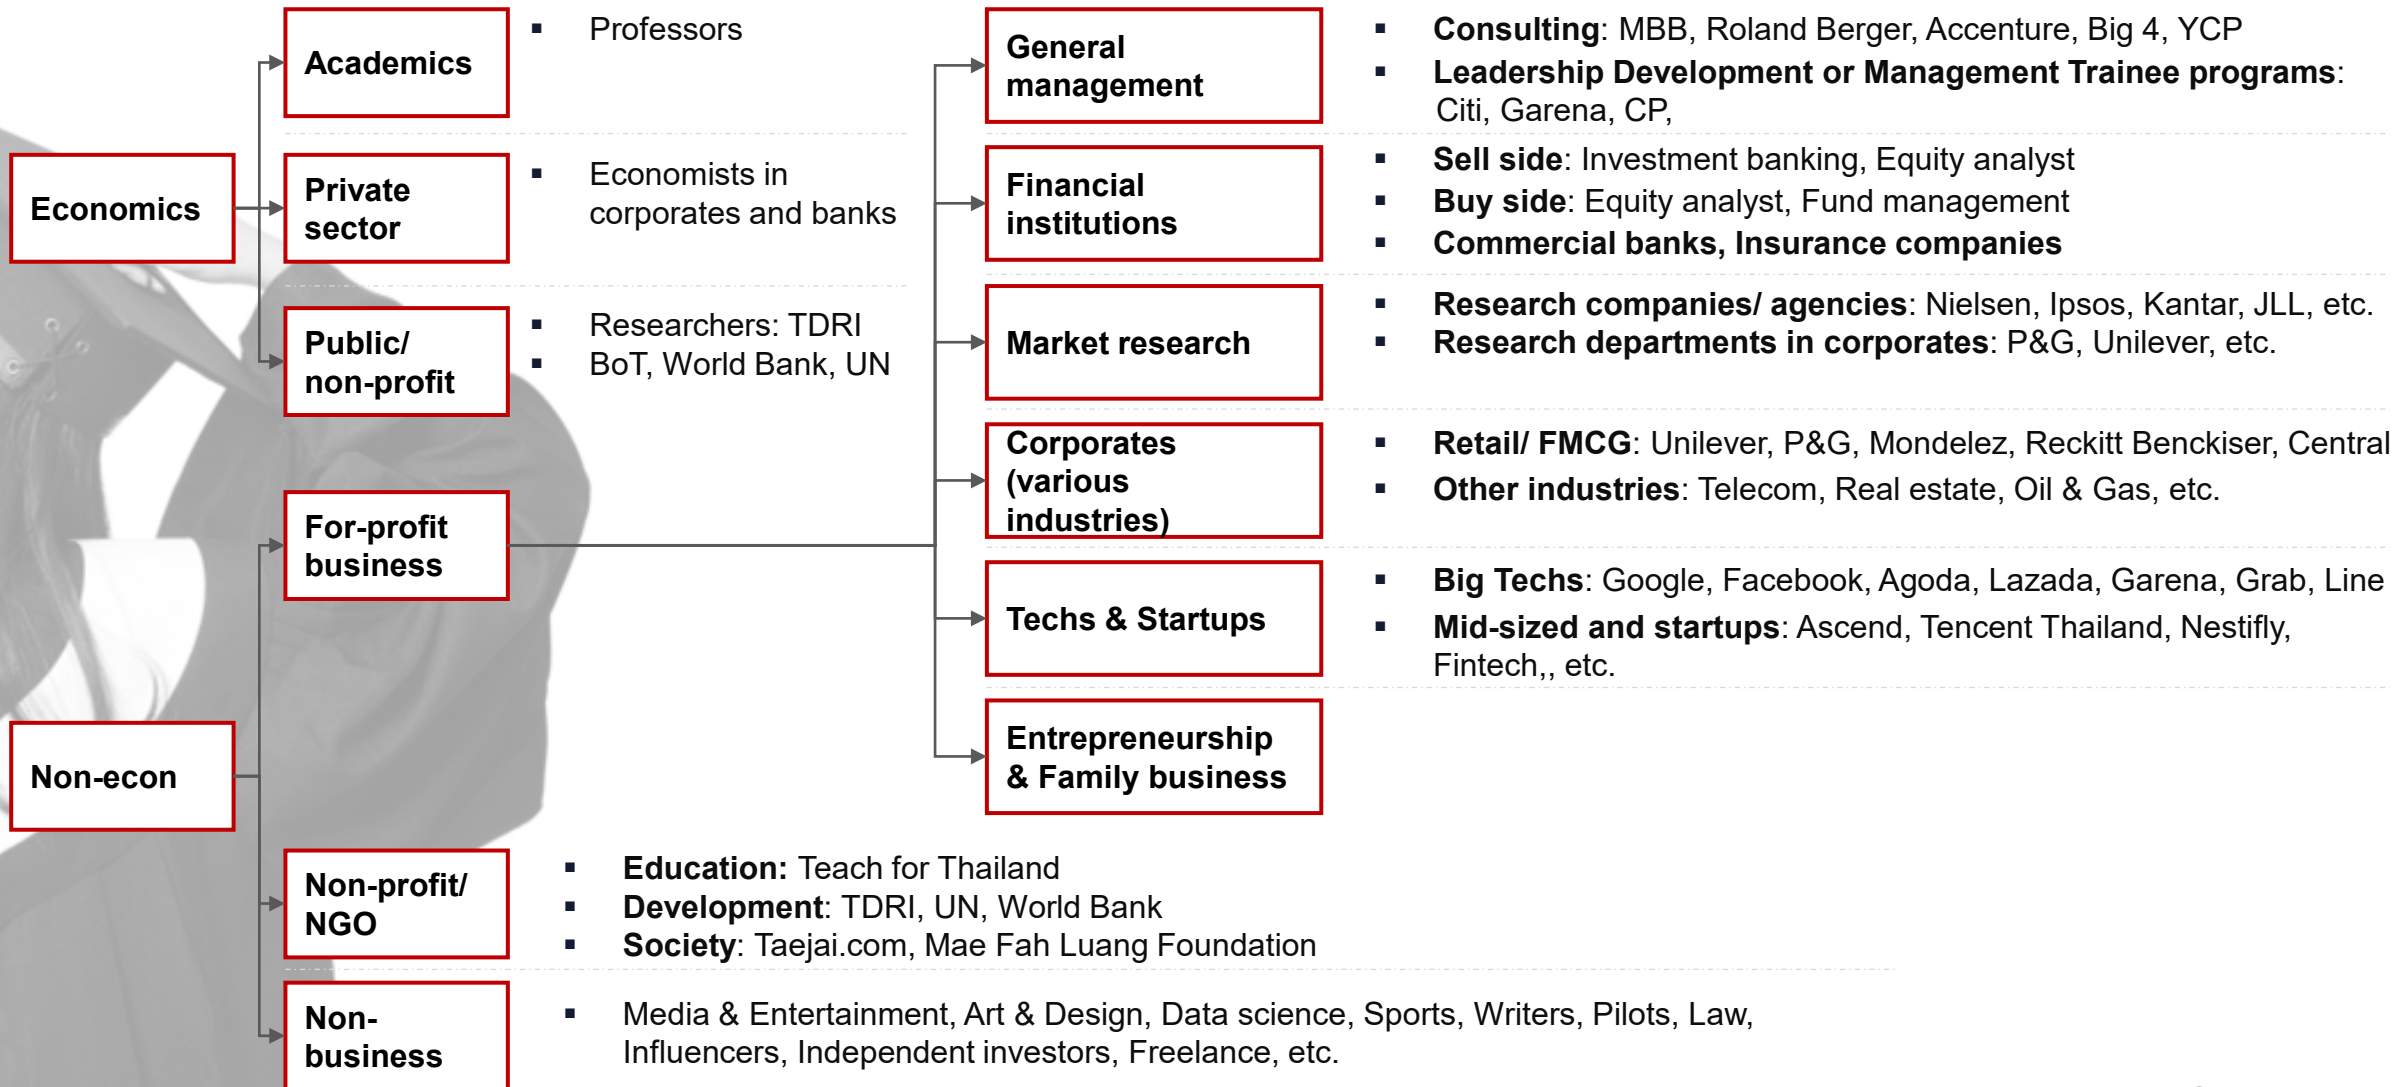 Economics
Academics
▪ Professors
Private
sector
▪ Economists in
corporates and banks
Public/
non-profit
▪ Researchers: TDRI
▪ BoT, World Bank, UN
Non-econ
For-profit
business
General
management
▪ Consulting: MBB, Roland Berger, Accenture, Big 4, YCP
▪ Leadership Development or Management Trainee programs:
Citi, Garena, CP,
Financial
institutions
▪ Sell side: Investment banking, Equity analyst
▪ Buy side: Equity analyst, Fund management
▪ Commercial banks, Insurance companies
Market research
▪ Research companies/ agencies: Nielsen, Ipsos, Kantar, JLL, etc.
▪ Research departments in corporates: P&G, Unilever, etc.
Corporates
(various
industries)
▪ Retail/ FMCG: Unilever, P&G, Mondelez, Reckitt Benckiser, Central
▪ Other industries: Telecom, Real estate, Oil & Gas, etc.
Techs & Startups
▪ Big Techs: Google, Facebook, Agoda, Lazada, Garena, Grab, Line
▪ Mid-sized and startups: Ascend, Tencent Thailand, Nestifly,
Fintech,, etc.
Entrepreneurship
& Family business
Non-profit/
NGO
▪ Education: Teach for Thailand
▪ Development: TDRI, UN, World Bank
▪ Society: Taejai.com, Mae Fah Luang Foundation
Non-
business
▪ Media & Entertainment, Art & Design, Data science, Sports, Writers, Pilots, Law,
Influencers, Independent investors, Freelance, etc.